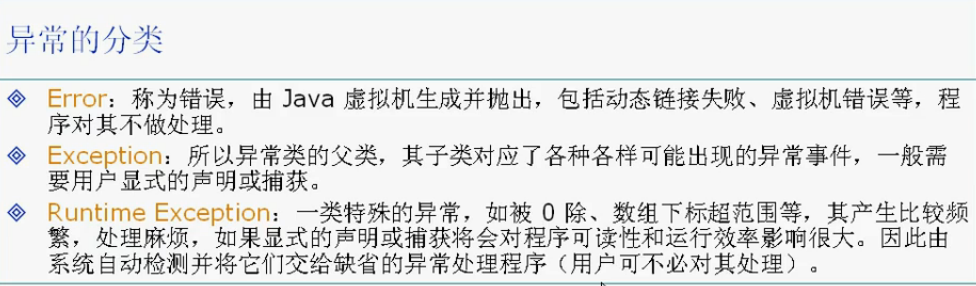 异常的分类
Error：称为错误，由 Java 虚拟机生成并抛出，包括动态链接失败、虚拟机错误等，程
序对其不做处理。
Exception：所以异常类的父类，其子类对应了各种各样可能出现的异常事件，一般需
要用户显式的声明或捕获。
Runtime Exception：一类特殊的异常，如被 0 除、数组下标超范围等，其产生比较频
繁，处理麻烦，如果显式的声明或捕获将会对程序可读性和运行效率影响很大。因此由
系统自动检测并将它们交给缺省的异常处理程序（用户可不必对其处理）。